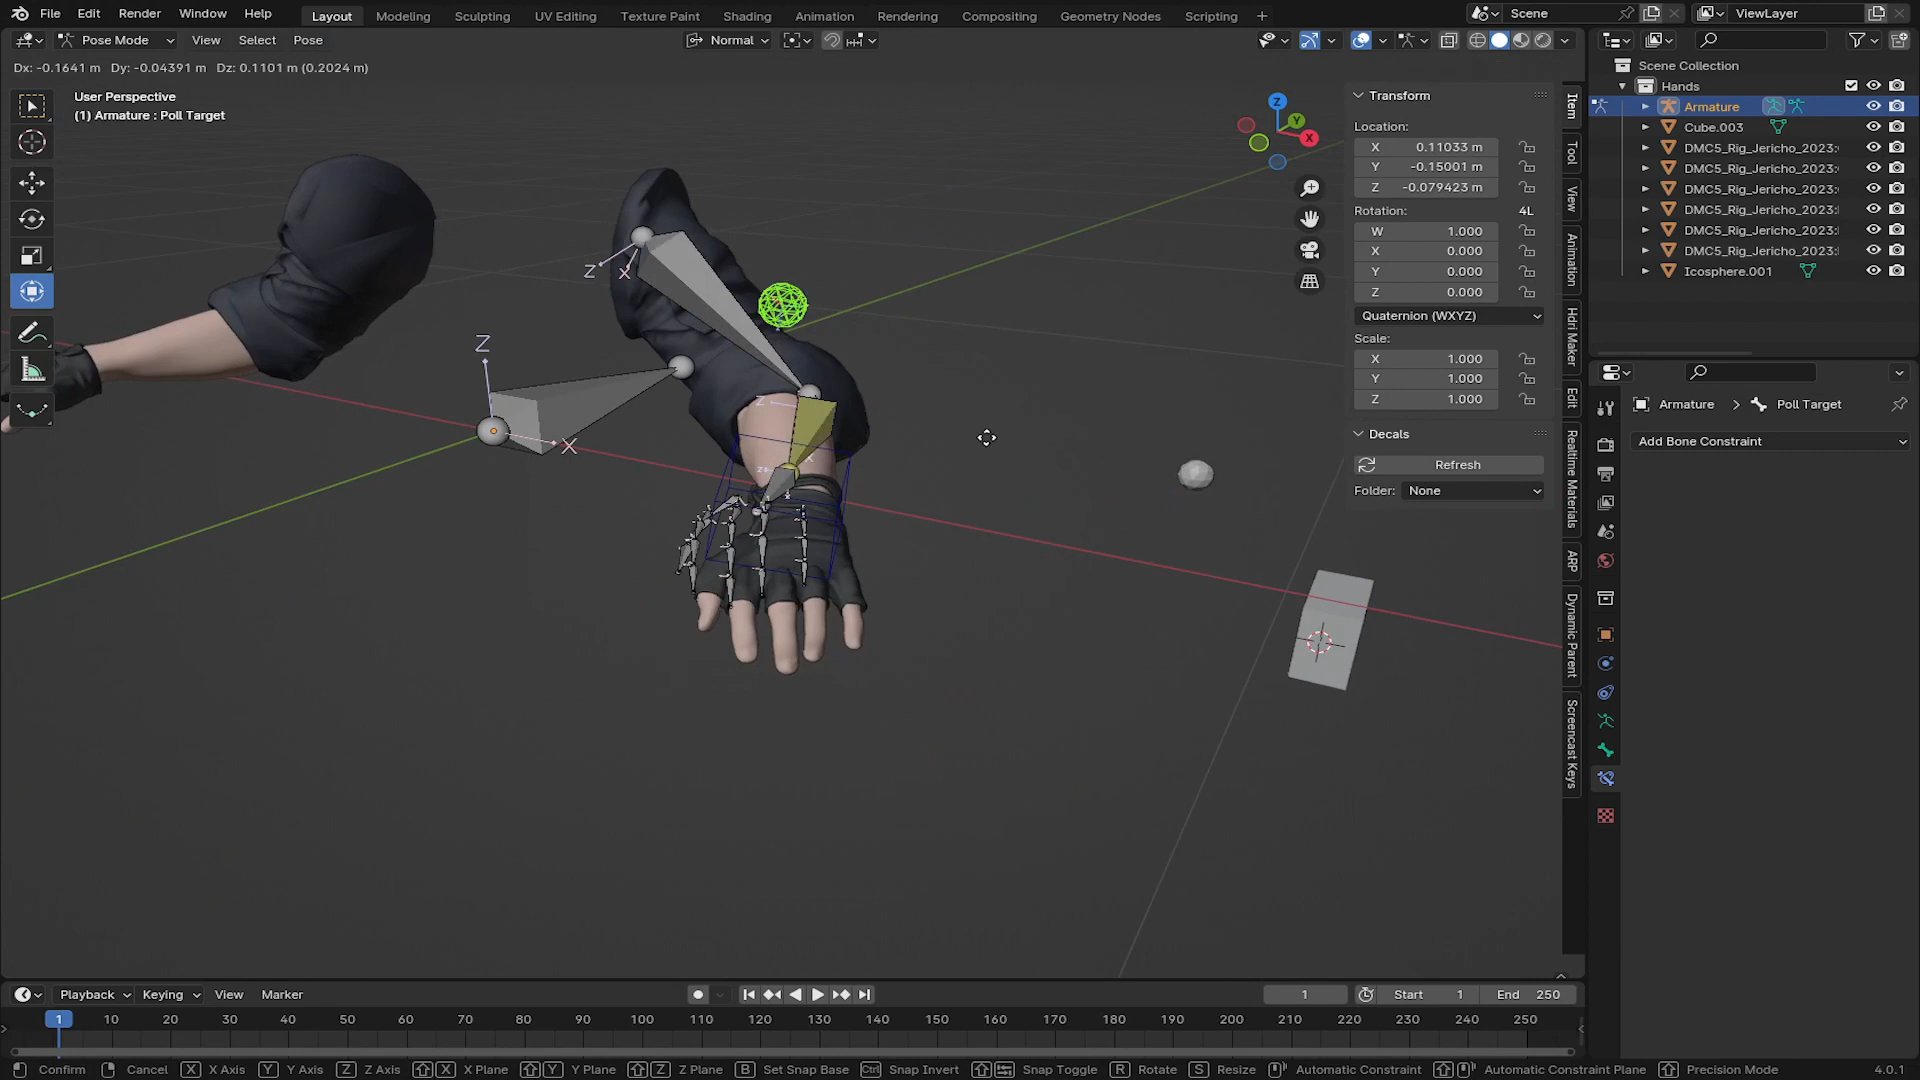 File Edit Render Window Help Layout Modeling Sculpting UV Editing Texture Paint Shading Animation Rendering Compositing Geometry Nodes Scripting + Scene ViewLayer
Pose Mode View Select Pose Normal
Dx: -0.1641 m Dy: -0.04391 m Dz: 0.1101 m (0.2024 m)
User Perspective
(1) Armature : Poll Target
Z
Y
X
Z
X
Z
X
Z
Z
Transform
Location:
X 0.11033 m
Y -0.15001 m
Z -0.079423 m
Rotation: 4L
W 1.000
X 0.000
Y 0.000
Z 0.000
Quaternion (WXYZ)
Scale:
X 1.000
Y 1.000
Z 1.000
Decals
Refresh
Folder: None
Item
Tool
View
Animation
Hdri Maker
Edit
Realtime Materials
ARP
Dynamic Parent
Screencast Keys
Scene Collection
Hands
Armature
Cube.003
DMC5_Rig_Jericho_2023:
DMC5_Rig_Jericho_2023:
DMC5_Rig_Jericho_2023:
DMC5_Rig_Jericho_2023:
DMC5_Rig_Jericho_2023:
DMC5_Rig_Jericho_2023:
Icosphere.001
Armature > Poll Target
Add Bone Constraint
Playback Keying View Marker 1 Start 1 End 250
1 10 20 30 40 50 60 70 80 90 100 110 120 130 140 150 160 170 180 190 200 210 220 230 240 250
Confirm Cancel X X Axis Y Y Axis Z Z Axis X X Plane Y Y Plane Z Z Plane B Set Snap Base Ctrl Snap Invert Snap Toggle R Rotate S Resize Automatic Constraint Automatic Constraint Plane Precision Mode 4.0.1